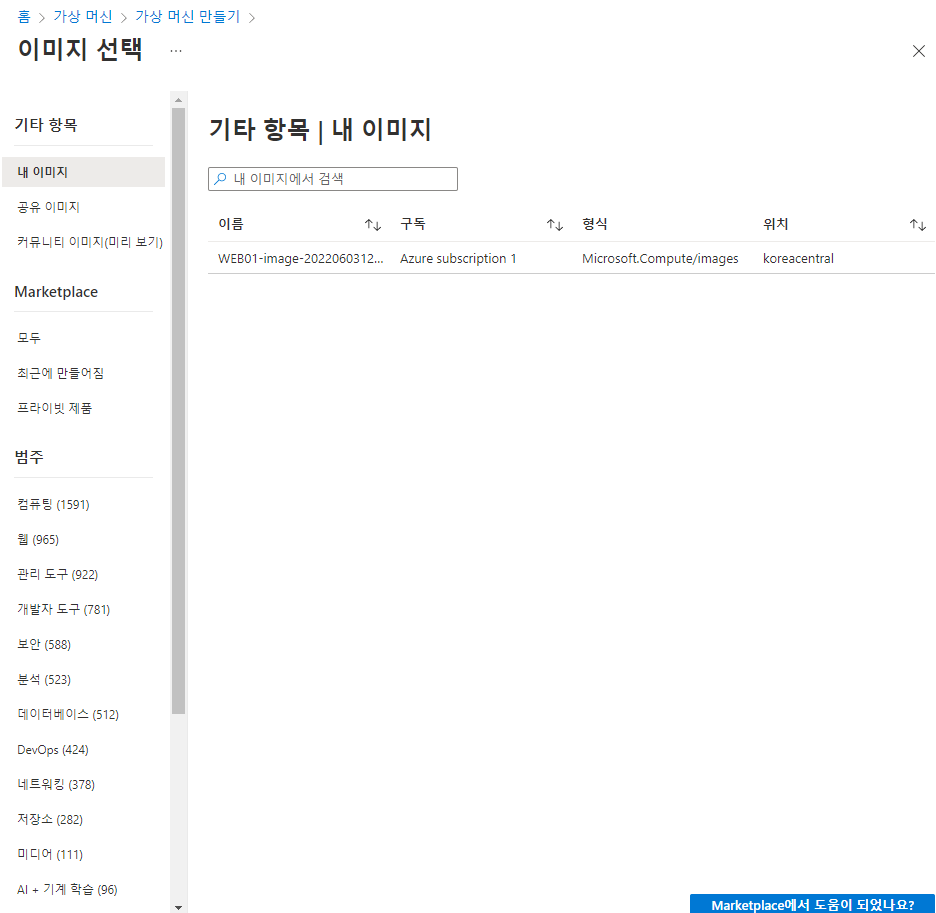 홈 > 가상 머신 > 가상 머신 만들기 >
이미지 선택 ...
기타 항목
내 이미지
공유 이미지
커뮤니티 이미지(미리 보기)
Marketplace
모두
최근에 만들어짐
프라이빗 제품
범주
컴퓨팅 (1591)
웹 (965)
관리 도구 (922)
개발자 도구 (781)
보안 (588)
분석 (523)
데이터베이스 (512)
DevOps (424)
네트워킹 (378)
저장소 (282)
미디어 (111)
AI + 기계 학습 (96)
기타 항목 | 내 이미지
내 이미지에서 검색
이름 구독 형식 위치
WEB01-image-2022060312... Azure subscription 1 Microsoft.Compute/images koreacentral
Marketplace에서 도움이 되었나요?